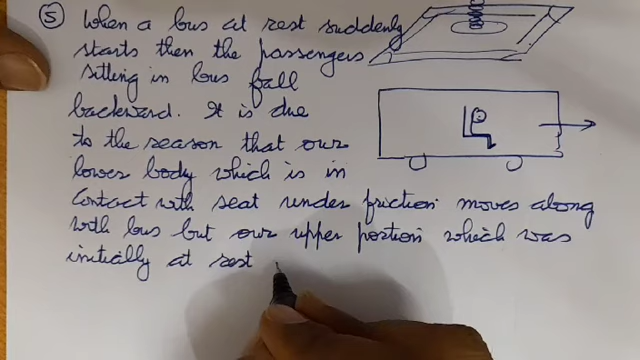 (5) When a bus at rest suddenly
starts then the passengers
sitting in bus fall
backward. It is due
to the reason that our
lower body which is in
contact with seat under friction moves along
with bus but our upper portion which was
initially at rest